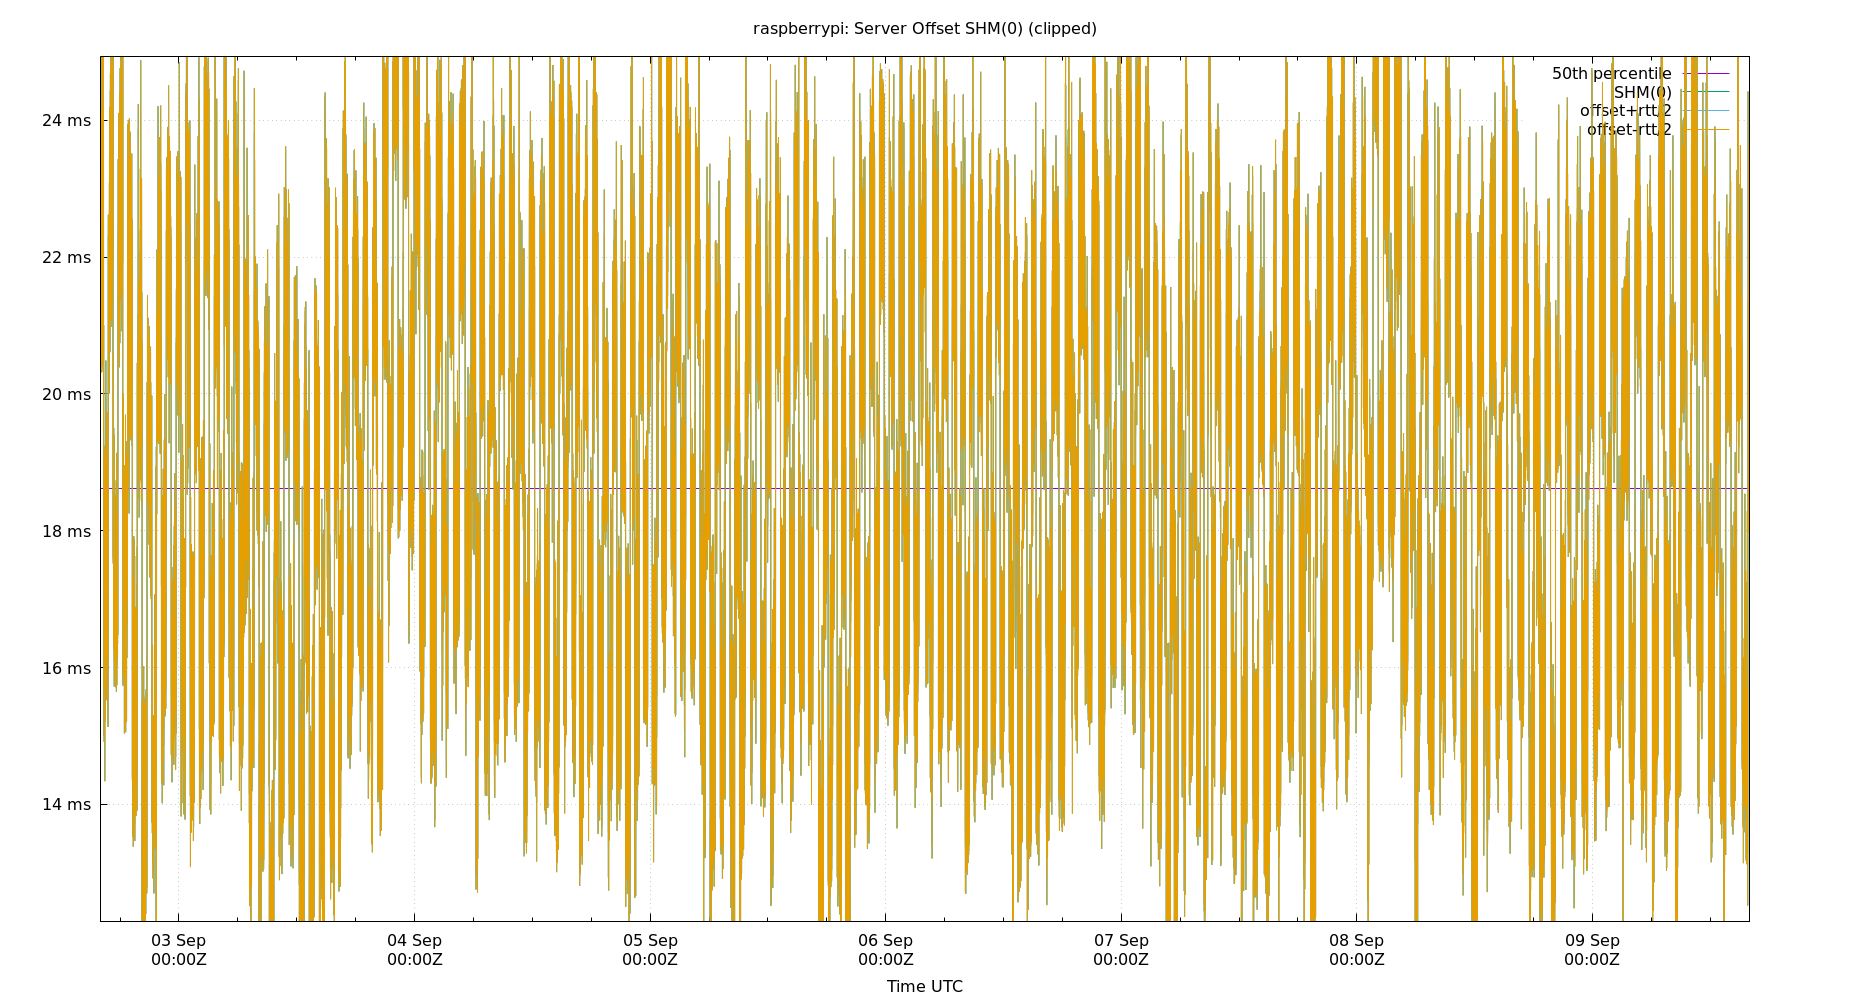 raspberrypi: Server Offset SHM(0) (clipped)
50th percentile
SHM(0)
offset+rtt/2
offset-rtt/2
24 ms
22 ms
20 ms
18 ms
16 ms
14 ms
03 Sep
00:00Z
04 Sep
00:00Z
05 Sep
00:00Z
06 Sep
00:00Z
07 Sep
00:00Z
08 Sep
00:00Z
09 Sep
00:00Z
Time UTC